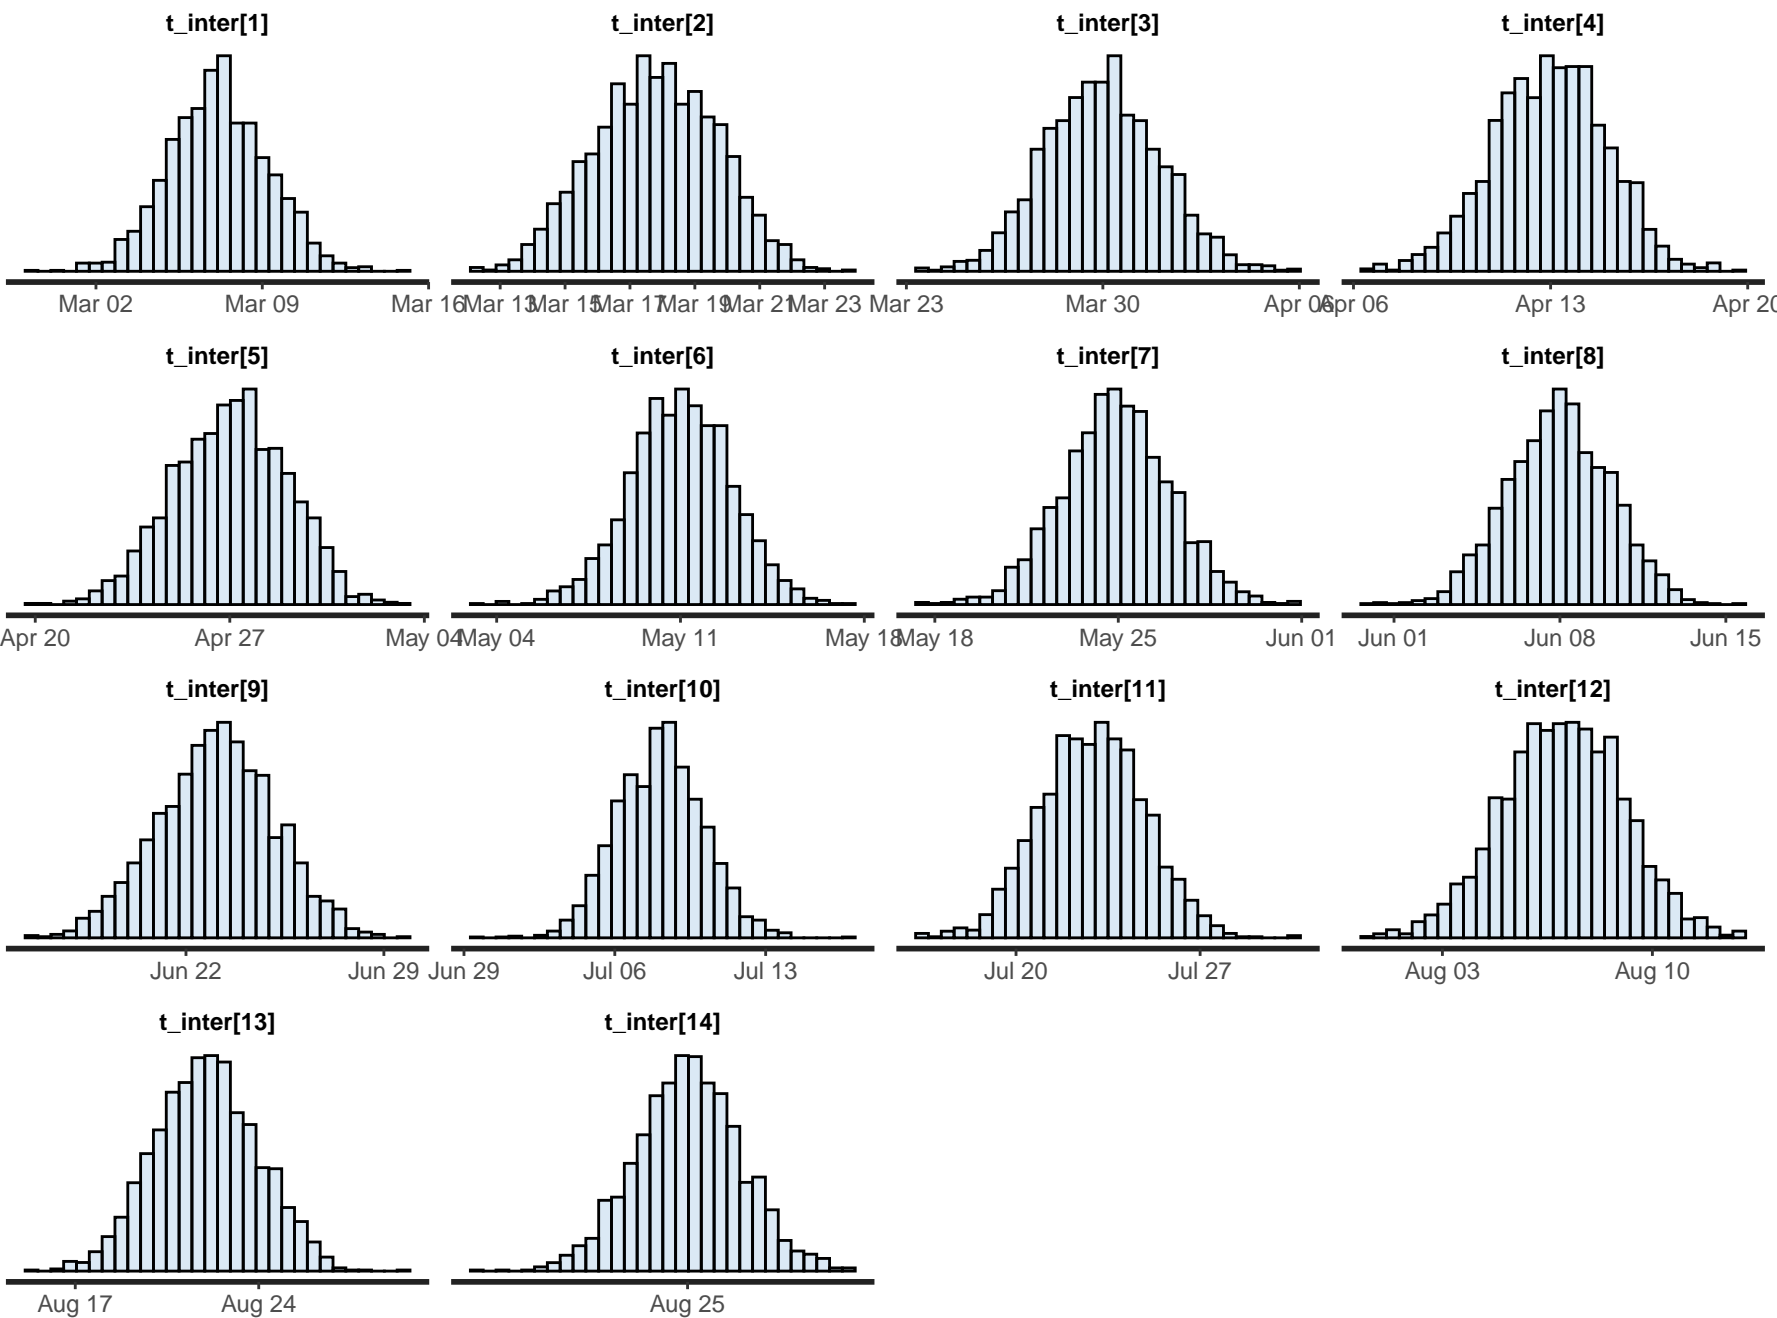 t_inter[1] t_inter[2] t_inter[3] t_inter[4]
Mar 02 Mar 09 Mar 16 Mar 13 Mar 15 Mar 17 Mar 19 Mar 21 Mar 23 Mar 23 Mar 30 Apr 06 Apr 06 Apr 13 Apr 20
t_inter[5] t_inter[6] t_inter[7] t_inter[8]
Apr 20 Apr 27 May 04 May 04 May 11 May 18 May 18 May 25 Jun 01 Jun 01 Jun 08 Jun 15
t_inter[9] t_inter[10] t_inter[11] t_inter[12]
Jun 22 Jun 29 Jun 29 Jul 06 Jul 13 Jul 20 Jul 27 Aug 03 Aug 10
t_inter[13] t_inter[14]
Aug 17 Aug 24 Aug 25